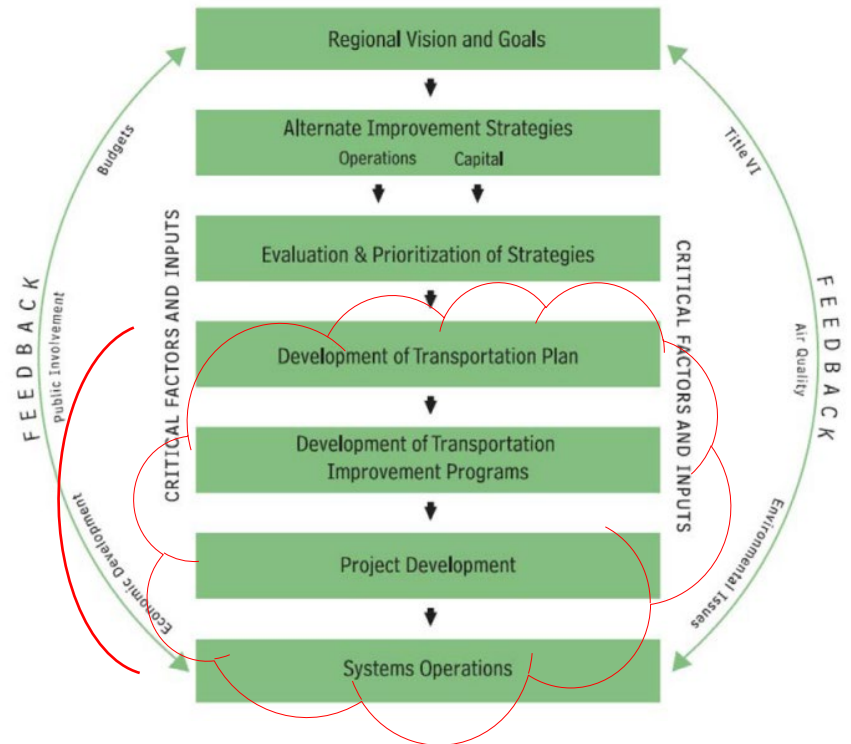 Regional Vision and Goals
Alternate Improvement Strategies
Operations Capital
Evaluation & Prioritization of Strategies
Development of Transportation Plan
Development of Transportation
Improvement Programs
Project Development
Systems Operations
CRITICAL FACTORS AND INPUTS
CRITICAL FACTORS AND INPUTS
FEEDBACK
Budgets
Public Involvement
Economic Development
FEEDBACK
Title VI
Air Quality
Environmental Issues